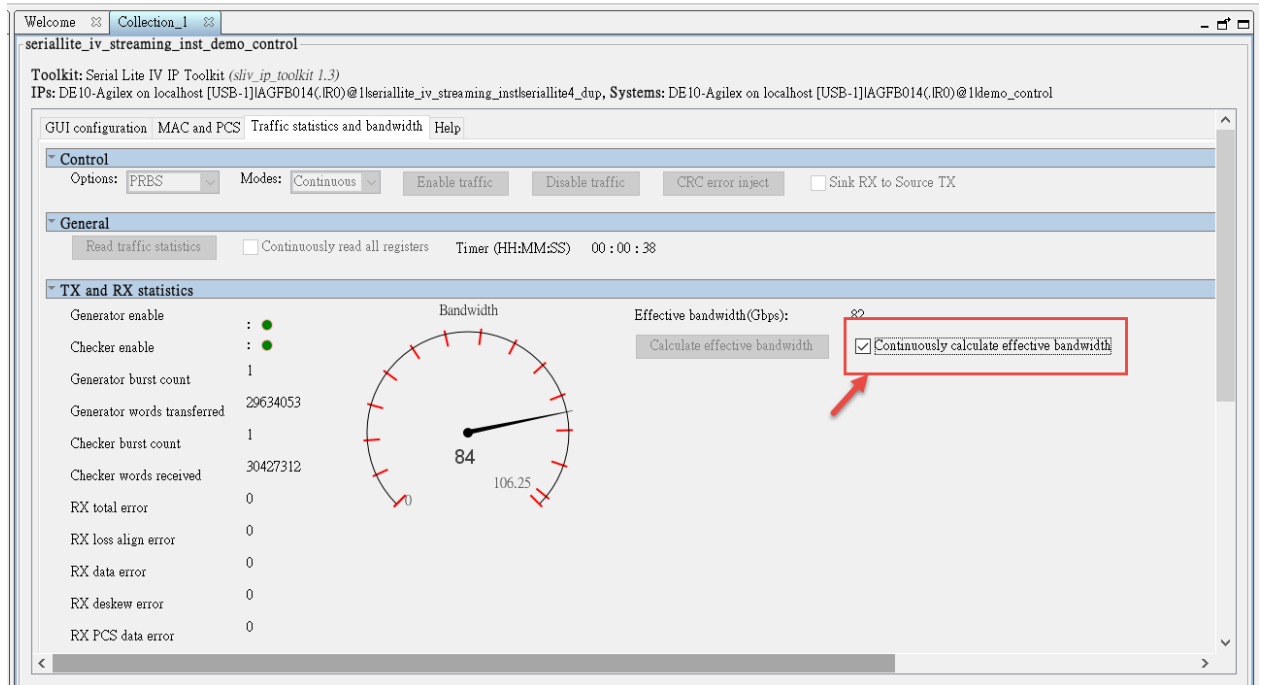 Welcome Collection_1
seriallite_iv_streaming_inst_demo_control
Toolkit: Serial Lite IV IP Toolkit (sliv_ip_toolkit 1.3)
IPs: DE10-Agilex on localhost [USB-1]|AGFB014(.|R0)@1|seriallite_iv_streaming_inst|seriallite4_dup, Systems: DE10-Agilex on localhost [USB-1]|AGFB014(.|R0)@1|demo_control
GUI configuration MAC and PCS Traffic statistics and bandwidth Help
Control
Options: PRBS Modes: Continuous Enable traffic Disable traffic CRC error inject Sink RX to Source TX
General
Read traffic statistics Continuously read all registers Timer (HH:MM:SS) 00 : 00 : 38
TX and RX statistics
Generator enable :
Checker enable :
Generator burst count 1
Generator words transferred 29634053
Checker burst count 1
Checker words received 30427312
RX total error 0
RX loss align error 0
RX data error 0
RX deskew error 0
RX PCS data error 0
Bandwidth
84
0
106.25
Effective bandwidth(Gbps): 82
Calculate effective bandwidth Continuously calculate effective bandwidth